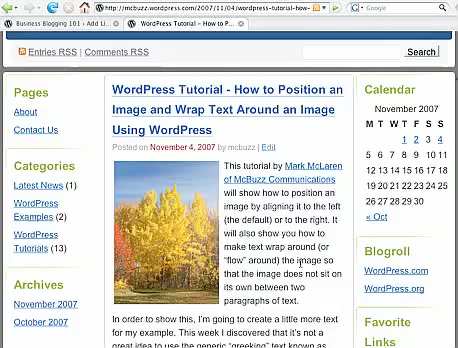 http://mcbuzz.wordpress.com/2007/11/04/wordpress-tutorial-how-
Google
Business Blogging 101 › Add Li...
WordPress Tutorial - How to P...
Entries RSS | Comments RSS
Search
Pages
About
Contact Us
Categories
Latest News (1)
WordPress
Examples (2)
WordPress
Tutorials (13)
Archives
November 2007
October 2007
WordPress Tutorial - How to Position an
Image and Wrap Text Around an Image
Using WordPress
Posted on November 4, 2007 by mcbuzz | Edit
This tutorial by Mark McLaren
of McBuzz Communications
will show how to position an
image by aligning it to the left
(the default) or to the right. It
will also show you how to
make text wrap around (or
“flow” around) the image so
that the image does not sit on
its own between two
paragraphs of text.
In order to show this, I’m going to create a little more text
for my example. This week I discovered that it’s not a
great idea to use the generic “greeking” text known as
Calendar
November 2007
M T W T F S S
1 2 3 4
5 6 7 8 9 10 11
12 13 14 15 16 17 18
19 20 21 22 23 24 25
26 27 28 29 30
« Oct
Blogroll
WordPress.com
WordPress.org
Favorite
Links